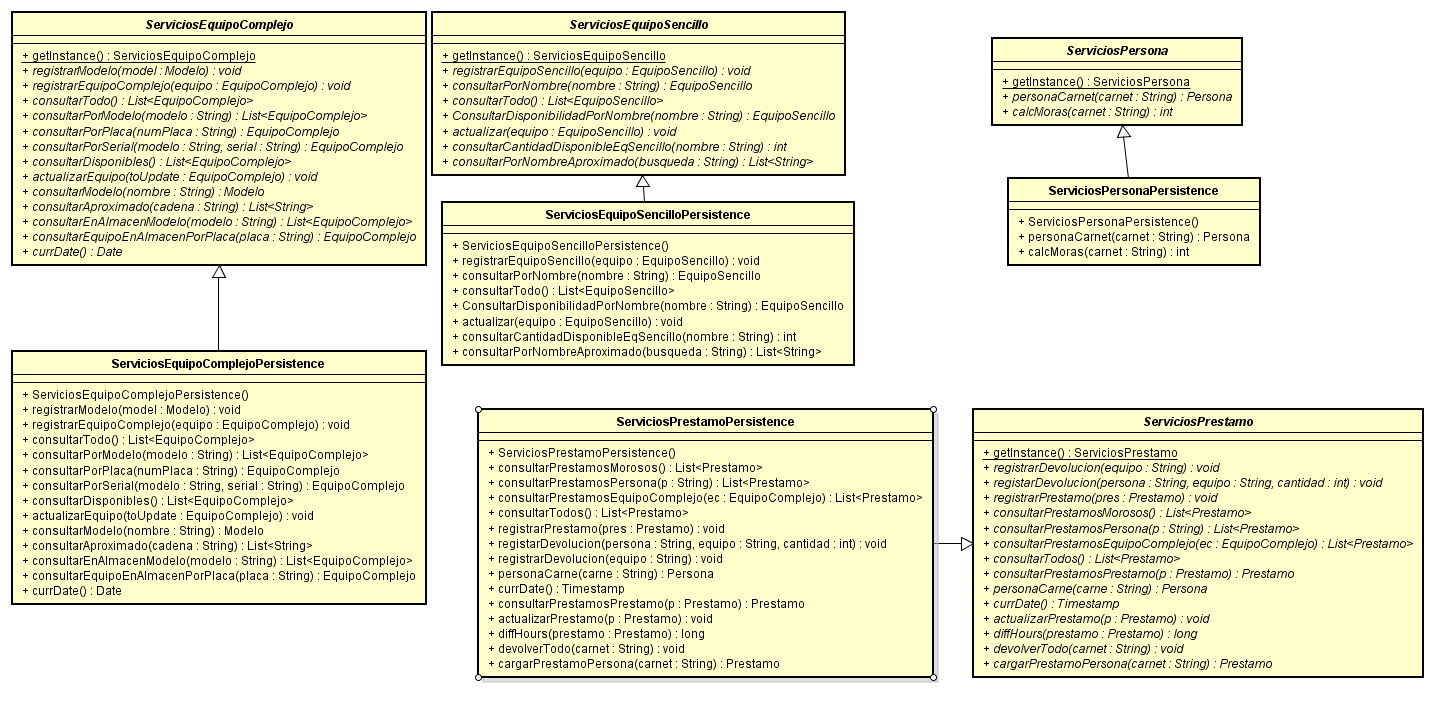 ServiciosEquipoComplejo
+ getInstance() : ServiciosEquipoComplejo
+ registrarModelo(model : Modelo) : void
+ registrarEquipoComplejo(equipo : EquipoComplejo) : void
+ consultarTodo() : List<EquipoComplejo>
+ consultarPorModelo(modelo : String) : List<EquipoComplejo>
+ consultarPorPlaca(numPlaca : String) : EquipoComplejo
+ consultarPorSerial(modelo : String, serial : String) : EquipoComplejo
+ consultarDisponibles() : List<EquipoComplejo>
+ actualizarEquipo(toUpdate : EquipoComplejo) : void
+ consultarModelo(nombre : String) : Modelo
+ consultarAproximado(cadena : String) : List<String>
+ consultarEnAlmacenModelo(modelo : String) : List<EquipoComplejo>
+ consultarEquipoEnAlmacenPorPlaca(placa : String) : EquipoComplejo
+ currDate() : Date
ServiciosEquipoSencillo
+ getInstance() : ServiciosEquipoSencillo
+ registrarEquipoSencillo(equipo : EquipoSencillo) : void
+ consultarPorNombre(nombre : String) : EquipoSencillo
+ consultarTodo() : List<EquipoSencillo>
+ ConsultarDisponibilidadPorNombre(nombre : String) : EquipoSencillo
+ actualizar(equipo : EquipoSencillo) : void
+ consultarCantidadDisponibleEqSencillo(nombre : String) : int
+ consultarPorNombreAproximado(busqueda : String) : List<String>
ServiciosPersona
+ getInstance() : ServiciosPersona
+ personaCarnet(carnet : String) : Persona
+ calcMoras(carnet : String) : int
ServiciosPersonaPersistence
+ ServiciosPersonaPersistence()
+ personaCarnet(carnet : String) : Persona
+ calcMoras(carnet : String) : int
ServiciosEquipoSencilloPersistence
+ ServiciosEquipoSencilloPersistence()
+ registrarEquipoSencillo(equipo : EquipoSencillo) : void
+ consultarPorNombre(nombre : String) : EquipoSencillo
+ consultarTodo() : List<EquipoSencillo>
+ ConsultarDisponibilidadPorNombre(nombre : String) : EquipoSencillo
+ actualizar(equipo : EquipoSencillo) : void
+ consultarCantidadDisponibleEqSencillo(nombre : String) : int
+ consultarPorNombreAproximado(busqueda : String) : List<String>
ServiciosEquipoComplejoPersistence
+ ServiciosEquipoComplejoPersistence()
+ registrarModelo(model : Modelo) : void
+ registrarEquipoComplejo(equipo : EquipoComplejo) : void
+ consultarTodo() : List<EquipoComplejo>
+ consultarPorModelo(modelo : String) : List<EquipoComplejo>
+ consultarPorPlaca(numPlaca : String) : EquipoComplejo
+ consultarPorSerial(modelo : String, serial : String) : EquipoComplejo
+ consultarDisponibles() : List<EquipoComplejo>
+ actualizarEquipo(toUpdate : EquipoComplejo) : void
+ consultarModelo(nombre : String) : Modelo
+ consultarAproximado(cadena : String) : List<String>
+ consultarEnAlmacenModelo(modelo : String) : List<EquipoComplejo>
+ consultarEquipoEnAlmacenPorPlaca(placa : String) : EquipoComplejo
+ currDate() : Date
ServiciosPrestamoPersistence
+ ServiciosPrestamoPersistence()
+ consultarPrestamosMorosos() : List<Prestamo>
+ consultarPrestamosPersona(p : String) : List<Prestamo>
+ consultarPrestamosEquipoComplejo(ec : EquipoComplejo) : List<Prestamo>
+ consultarTodos() : List<Prestamo>
+ registrarPrestamo(pres : Prestamo) : void
+ registarDevolucion(persona : String, equipo : String, cantidad : int) : void
+ registrarDevolucion(equipo : String) : void
+ personaCarne(carne : String) : Persona
+ currDate() : Timestamp
+ consultarPrestamosPrestamo(p : Prestamo) : Prestamo
+ actualizarPrestamo(p : Prestamo) : void
+ diffHours(prestamo : Prestamo) : long
+ devolverTodo(carnet : String) : void
+ cargarPrestamoPersona(carnet : String) : Prestamo
ServiciosPrestamo
+ getInstance() : ServiciosPrestamo
+ registrarDevolucion(equipo : String) : void
+ registarDevolucion(persona : String, equipo : String, cantidad : int) : void
+ registrarPrestamo(pres : Prestamo) : void
+ consultarPrestamosMorosos() : List<Prestamo>
+ consultarPrestamosPersona(p : String) : List<Prestamo>
+ consultarPrestamosEquipoComplejo(ec : EquipoComplejo) : List<Prestamo>
+ consultarTodos() : List<Prestamo>
+ consultarPrestamosPrestamo(p : Prestamo) : Prestamo
+ personaCarne(carne : String) : Persona
+ currDate() : Timestamp
+ actualizarPrestamo(p : Prestamo) : void
+ diffHours(prestamo : Prestamo) : long
+ devolverTodo(carnet : String) : void
+ cargarPrestamoPersona(carnet : String) : Prestamo